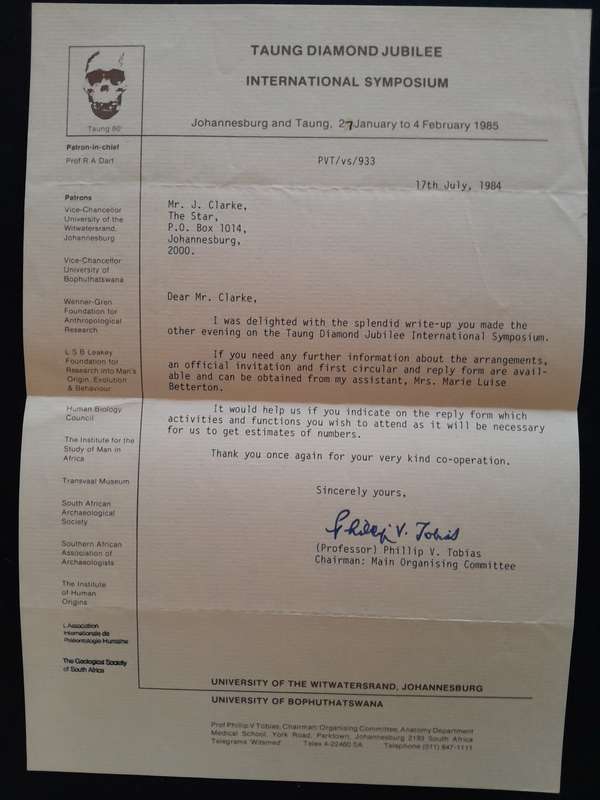 TAUNG DIAMOND JUBILEE
INTERNATIONAL SYMPOSIUM
Taung 60
Johannesburg and Taung, 27 January to 4 February 1985
Patron-in-chief
Prof R A Dart
PVT/vs/933
17th July, 1984
Patrons
Vice-Chancellor
University of the
Witwatersrand,
Johannesburg
Vice-Chancellor
University of
Bophuthatswana
Wenner-Gren
Foundation for
Anthropological
Research
L S B Leakey
Foundation for
Research into Man's
Origin, Evolution
& Behaviour
Human Biology
Council
The Institute for the
Study of Man in
Africa
Transvaal Museum
South African
Archaeological
Society
Southern African
Association of
Archaeologists
The Institute
of Human
Origins
L'Association
Internationale de
Paléontologie Humaine
The Geological Society
of South Africa
Mr. J. Clarke,
The Star,
P.O. Box 1014,
Johannesburg,
2000.
Dear Mr. Clarke,
I was delighted with the splendid write-up you made the
other evening on the Taung Diamond Jubilee International Symposium.
If you need any further information about the arrangements,
an official invitation and first circular and reply form are avail-
able and can be obtained from my assistant, Mrs. Marie Luise
Betterton.
It would help us if you indicate on the reply form which
activities and functions you wish to attend as it will be necessary
for us to get estimates of numbers.
Thank you once again for your very kind co-operation.
Sincerely yours,
Phillip V. Tobias
(Professor) Phillip V. Tobias
Chairman: Main Organising Committee
UNIVERSITY OF THE WITWATERSRAND, JOHANNESBURG
UNIVERSITY OF BOPHUTHATSWANA
Prof Phillip V Tobias, Chairman: Organising Committee, Anatomy Department
Medical School, York Road, Parktown, Johannesburg 2193 South Africa
Telegrams 'Witsmed' Telex 4-22460 SA Telephone (011) 647-1111